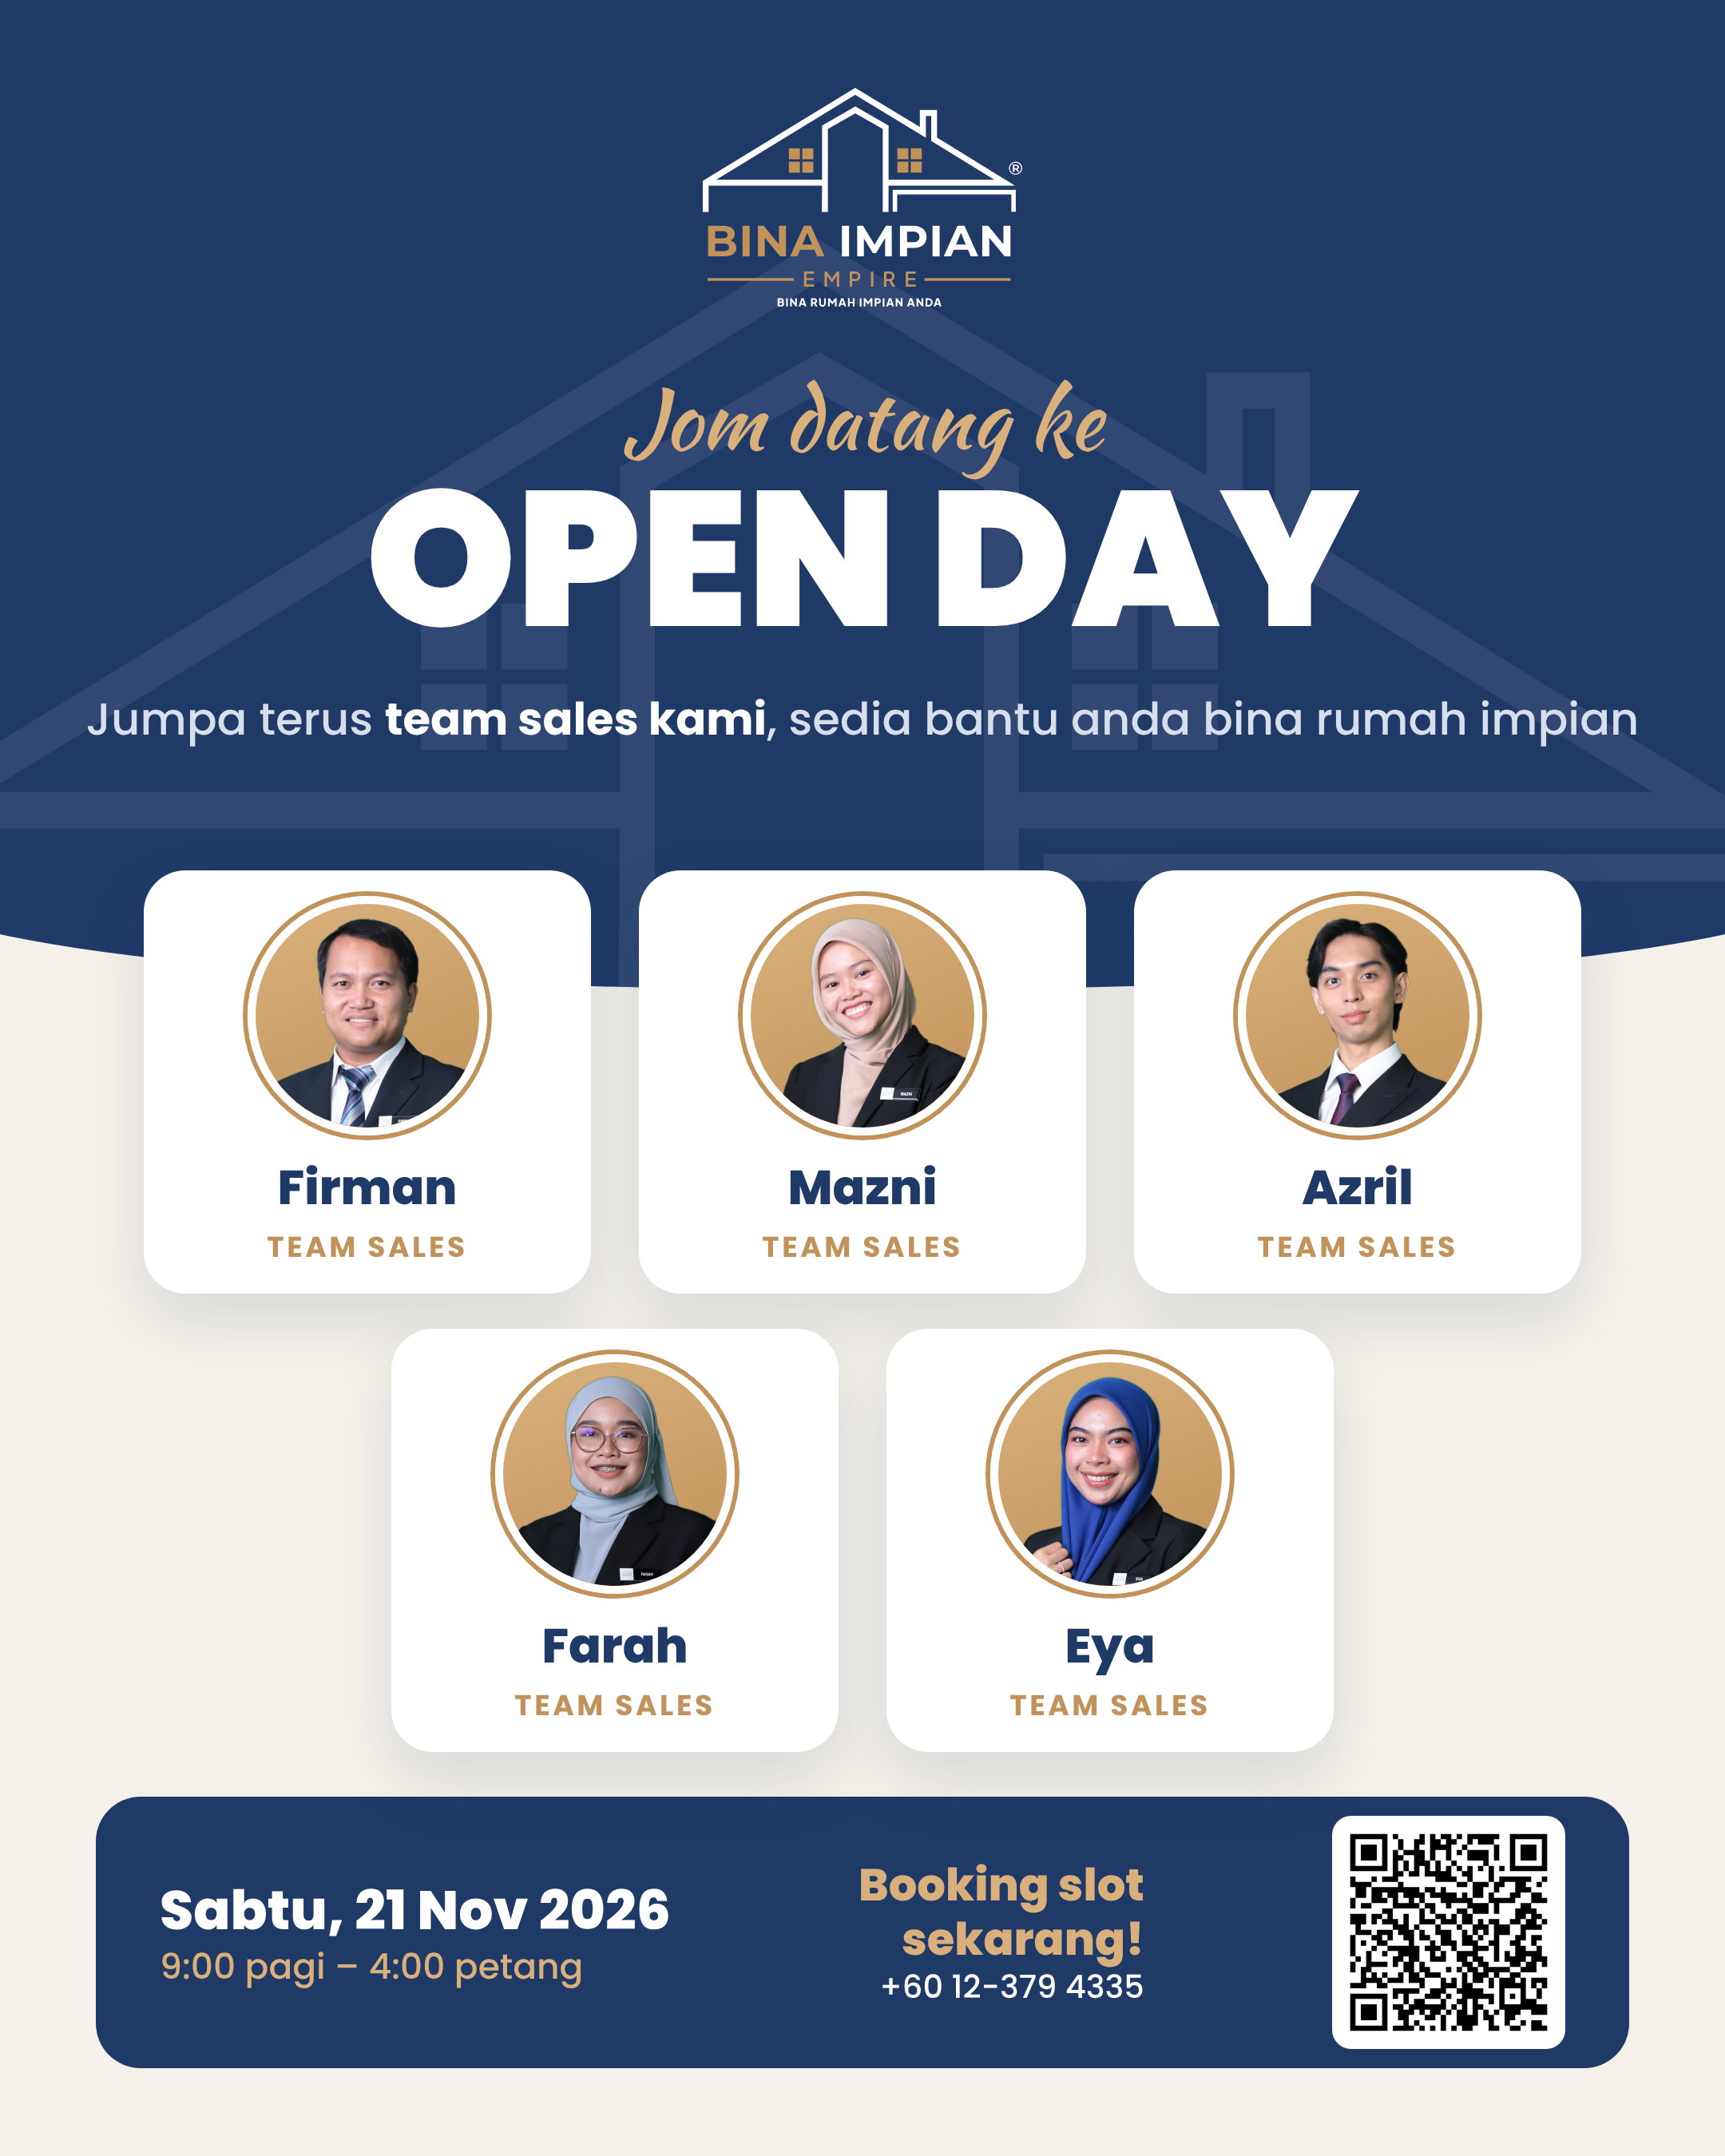 ®
BINA IMPIAN
EMPIRE
BINA RUMAH IMPIAN ANDA
Jom datang ke
OPEN DAY
Jumpa terus team sales kami, sedia bantu anda bina rumah impian
MAZNI
Firman
TEAM SALES
Mazni
TEAM SALES
Azril
TEAM SALES
Farah
TEAM SALES
Eya
TEAM SALES
Sabtu, 21 Nov 2026
9:00 pagi – 4:00 petang
Booking slot
sekarang!
+60 12-379 4335